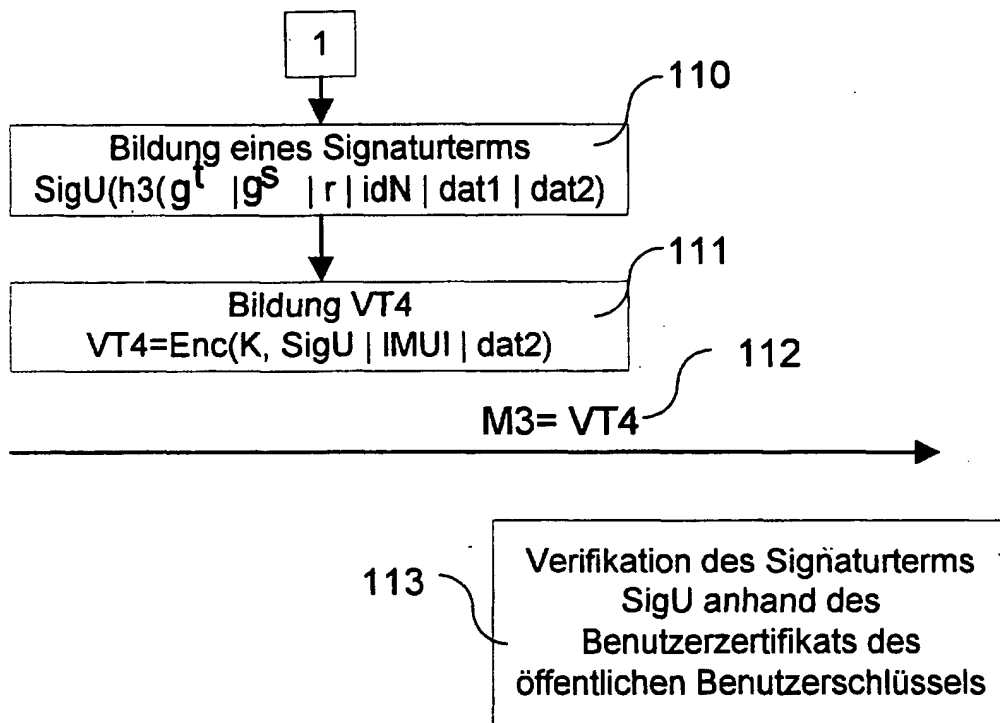 1
110
Bildung eines Signaturterms
SigU(h3(g^t |g^s | r | idN | dat1 | dat2)
111
Bildung VT4
VT4=Enc(K, SigU | IMUI | dat2)
112
M3= VT4
113
Verifikation des Signaturterms
SigU anhand des
Benutzerzertifikats des
öffentlichen Benutzerschlüssels